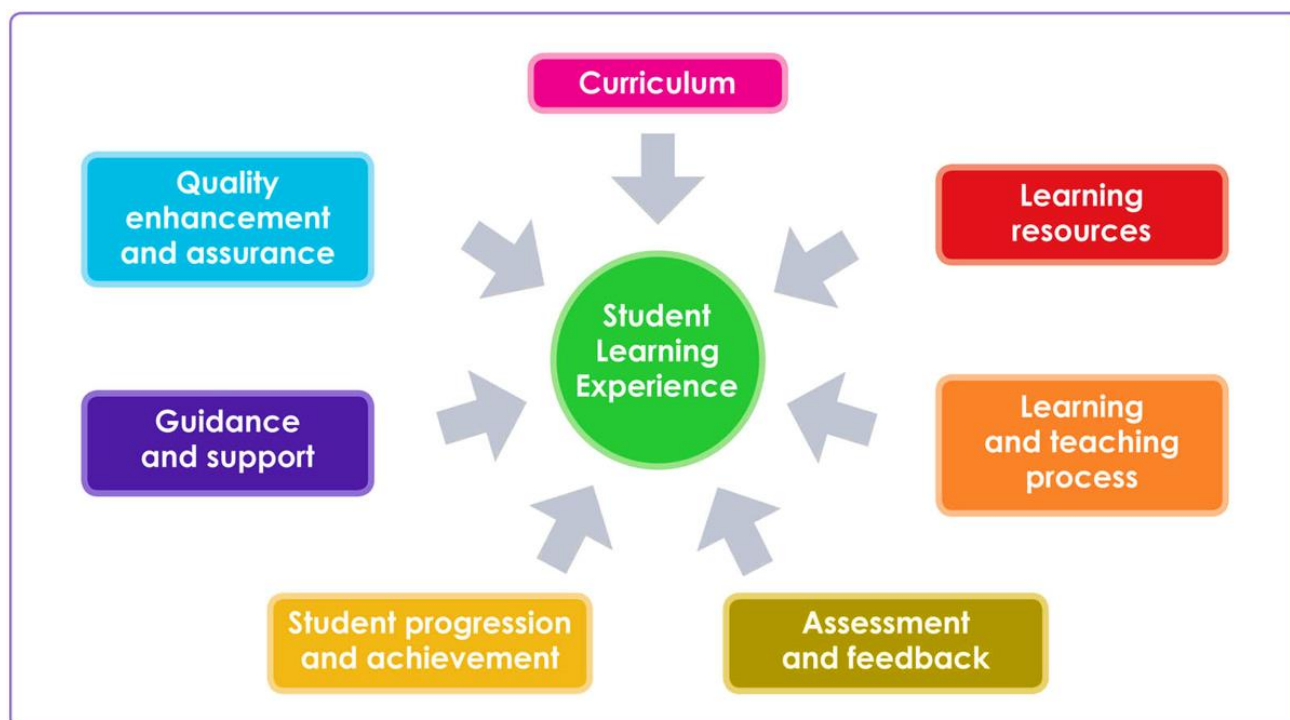 Curriculum
Quality
enhancement
and assurance
Learning
resources
Student
Learning
Experience
Guidance
and support
Learning
and teaching
process
Student progression
and achievement
Assessment
and feedback